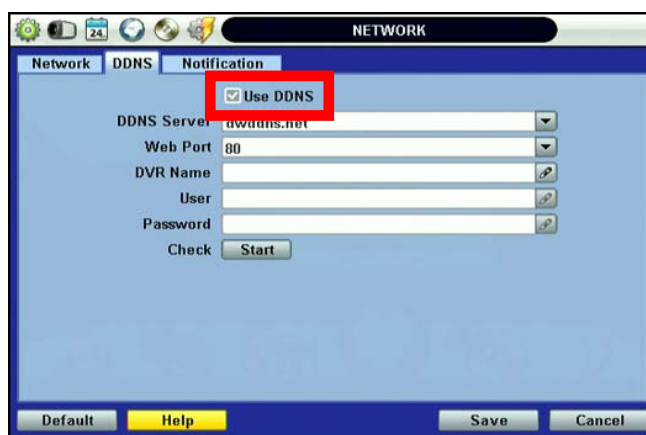 24
NETWORK
Network DDNS Notification
Use DDNS
DDNS Server dwddns.net
Web Port 80
DVR Name
User
Password
Check Start
Default Help Save Cancel